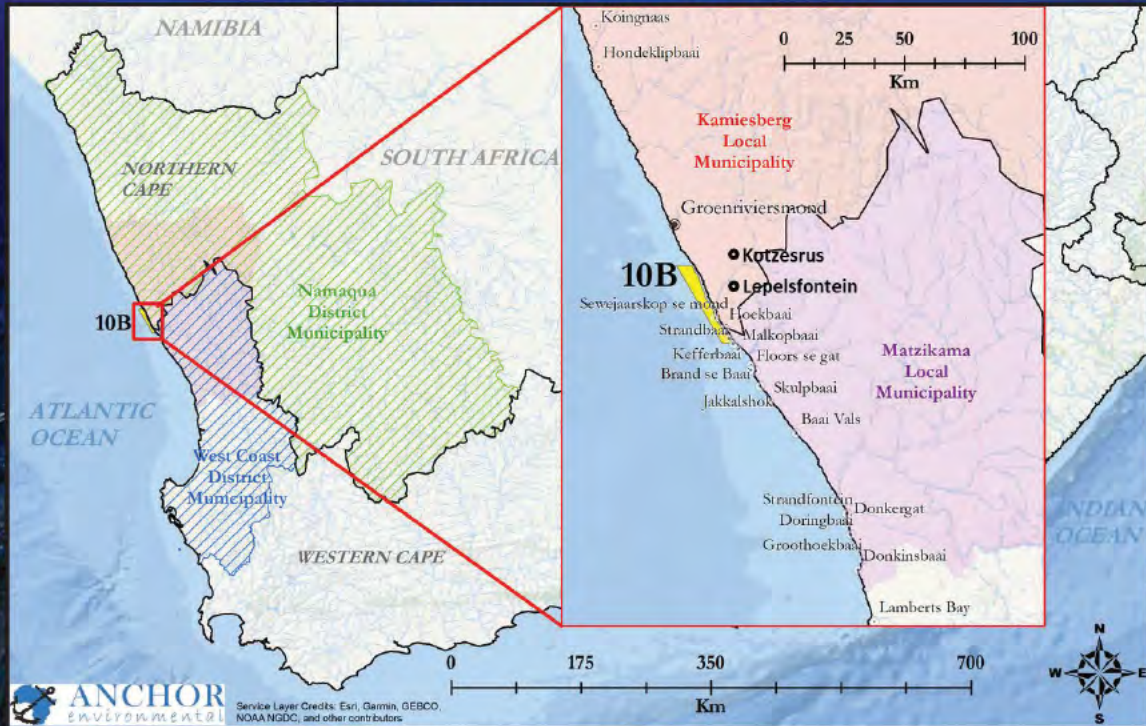 NAMIBIA
NORTHERN
CAPE
SOUTH AFRICA
Namaqua
District
Municipality
10B
ATLANTIC
OCEAN
West Coast
District
Municipality
WESTERN CAPE
Koingnaas
Hondeklipbaai
0 25 50 100
Km
Kamiesberg
Local
Municipality
Groenriviersmond
Kotzesrus
10B
Lepelsfontein
Sewejaarskop se mond
Hoekbaai
Strandbaai
Malkopbaai
Kefferbaai
Floors se gat
Brand se Baai
Matzikama
Local
Municipality
Skulpbaai
Jakkalshok
Baai Vals
Strandfontein
Donkergat
Doringbaai
Groothoekbaai
Donkinsbaai
Lamberts Bay
INDIAN
OCEAN
0 175 350 700
Km
N
W E
S
ANCHOR
environmental
Service Layer Credits: Esri, Garmin, GEBCO,
NOAA NGDC, and other contributors